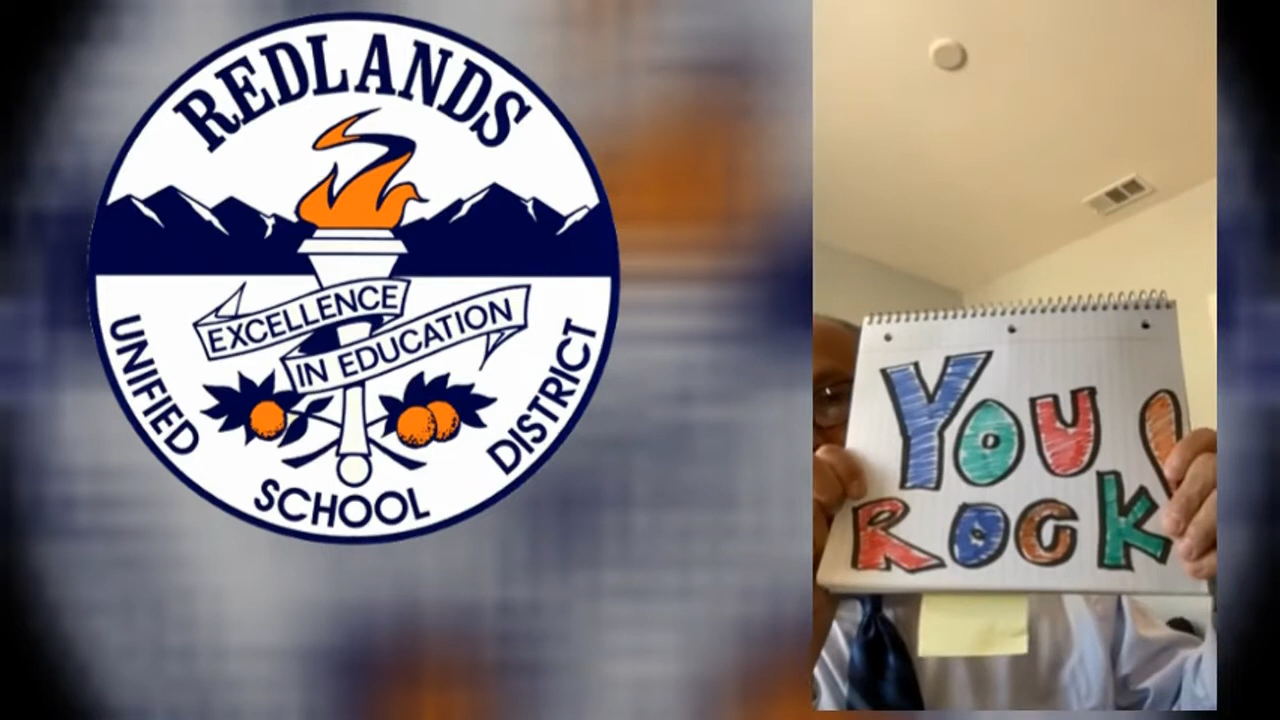 REDLANDS
EXCELLENCE
IN EDUCATION
UNIFIED
SCHOOL
DISTRICT
YOU!
ROCK